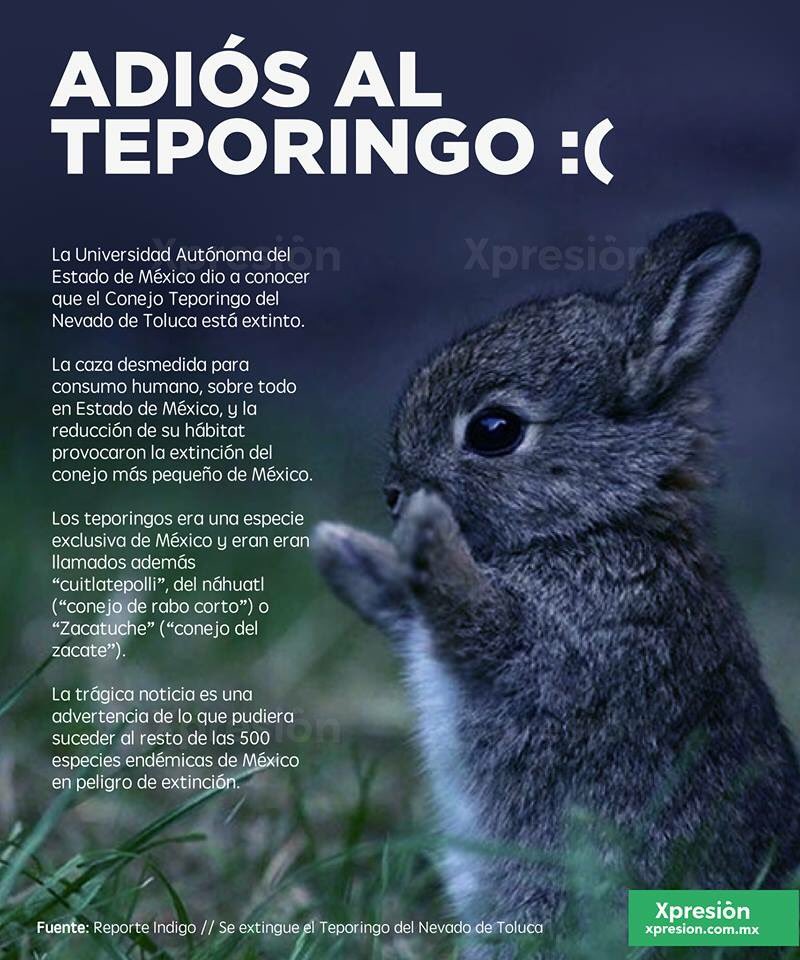 ADIÓS AL
TEPORINGO :(
La Universidad Autónoma del
Estado de México dio a conocer
que el Conejo Teporingo del
Nevado de Toluca está extinto.
La caza desmedida para
consumo humano, sobre todo
en Estado de México, y la
reducción de su hábitat
provocaron la extinción del
conejo más pequeño de México.
Los teporingos era una especie
exclusiva de México y eran eran
llamados además
“cuitlatepolli”, del náhuatl
(“conejo de rabo corto”) o
“Zacatuche” (“conejo del
zacate”).
La trágica noticia es una
advertencia de lo que pudiera
suceder al resto de las 500
especies endémicas de México
en peligro de extinción.
Fuente: Reporte Indigo // Se extingue el Teporingo del Nevado de Toluca
Xpresiòn
xpresion.com.mx
Xpresiòn
Xpresiòn
Xpresiòn